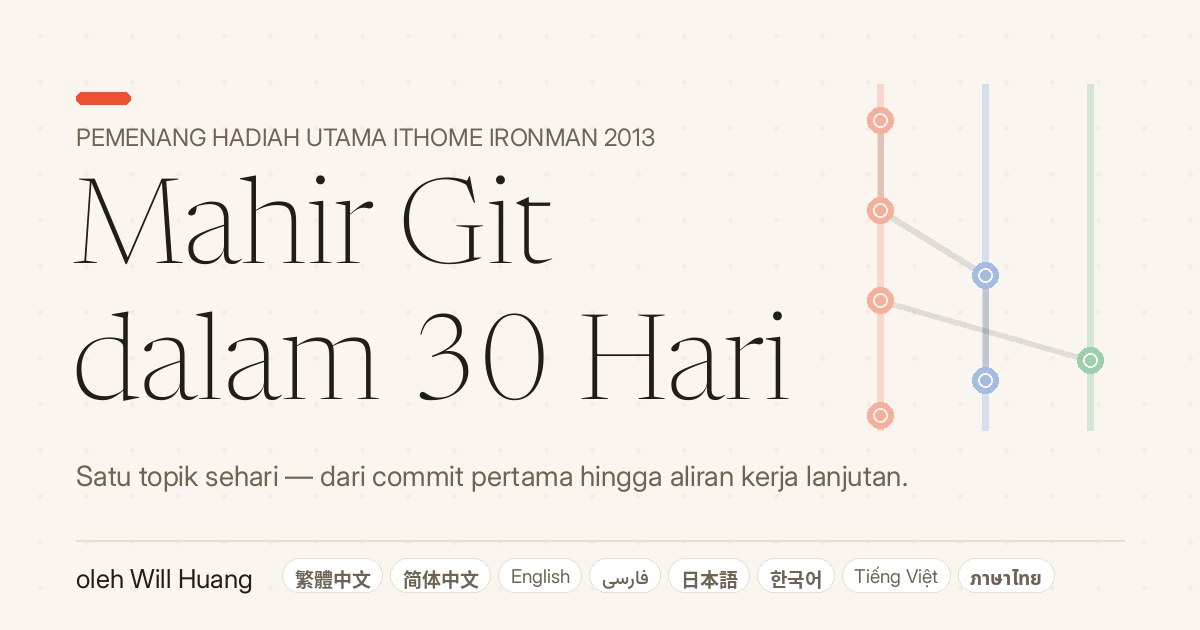 PEMENANG HADIAH UTAMA ITHOME IRONMAN 2013
Mahir Git
dalam 30 Hari
Satu topik sehari — dari commit pertama hingga aliran kerja lanjutan.
oleh Will Huang 繁體中文 简体中文 English فارسی 日本語 한국어 Tiếng Việt ภาษาไทย